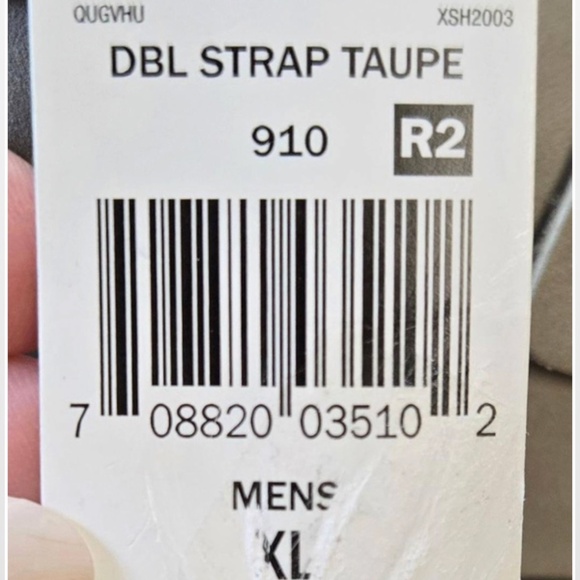 QUGVHU XSH2003
DBL STRAP TAUPE
910 R2
7 08820 03510 2
MENS
XL